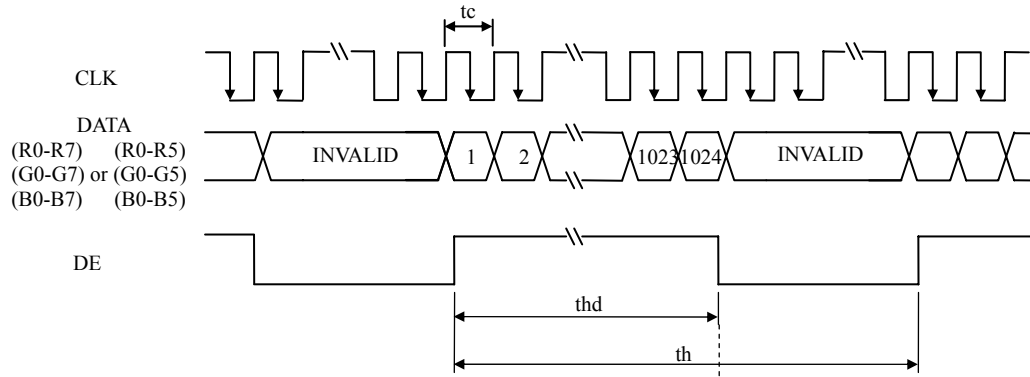 tc
CLK
DATA
(R0-R7) (R0-R5)
(G0-G7) or (G0-G5)
(B0-B7) (B0-B5)
INVALID 1 2 1023 1024 INVALID
DE
thd
th